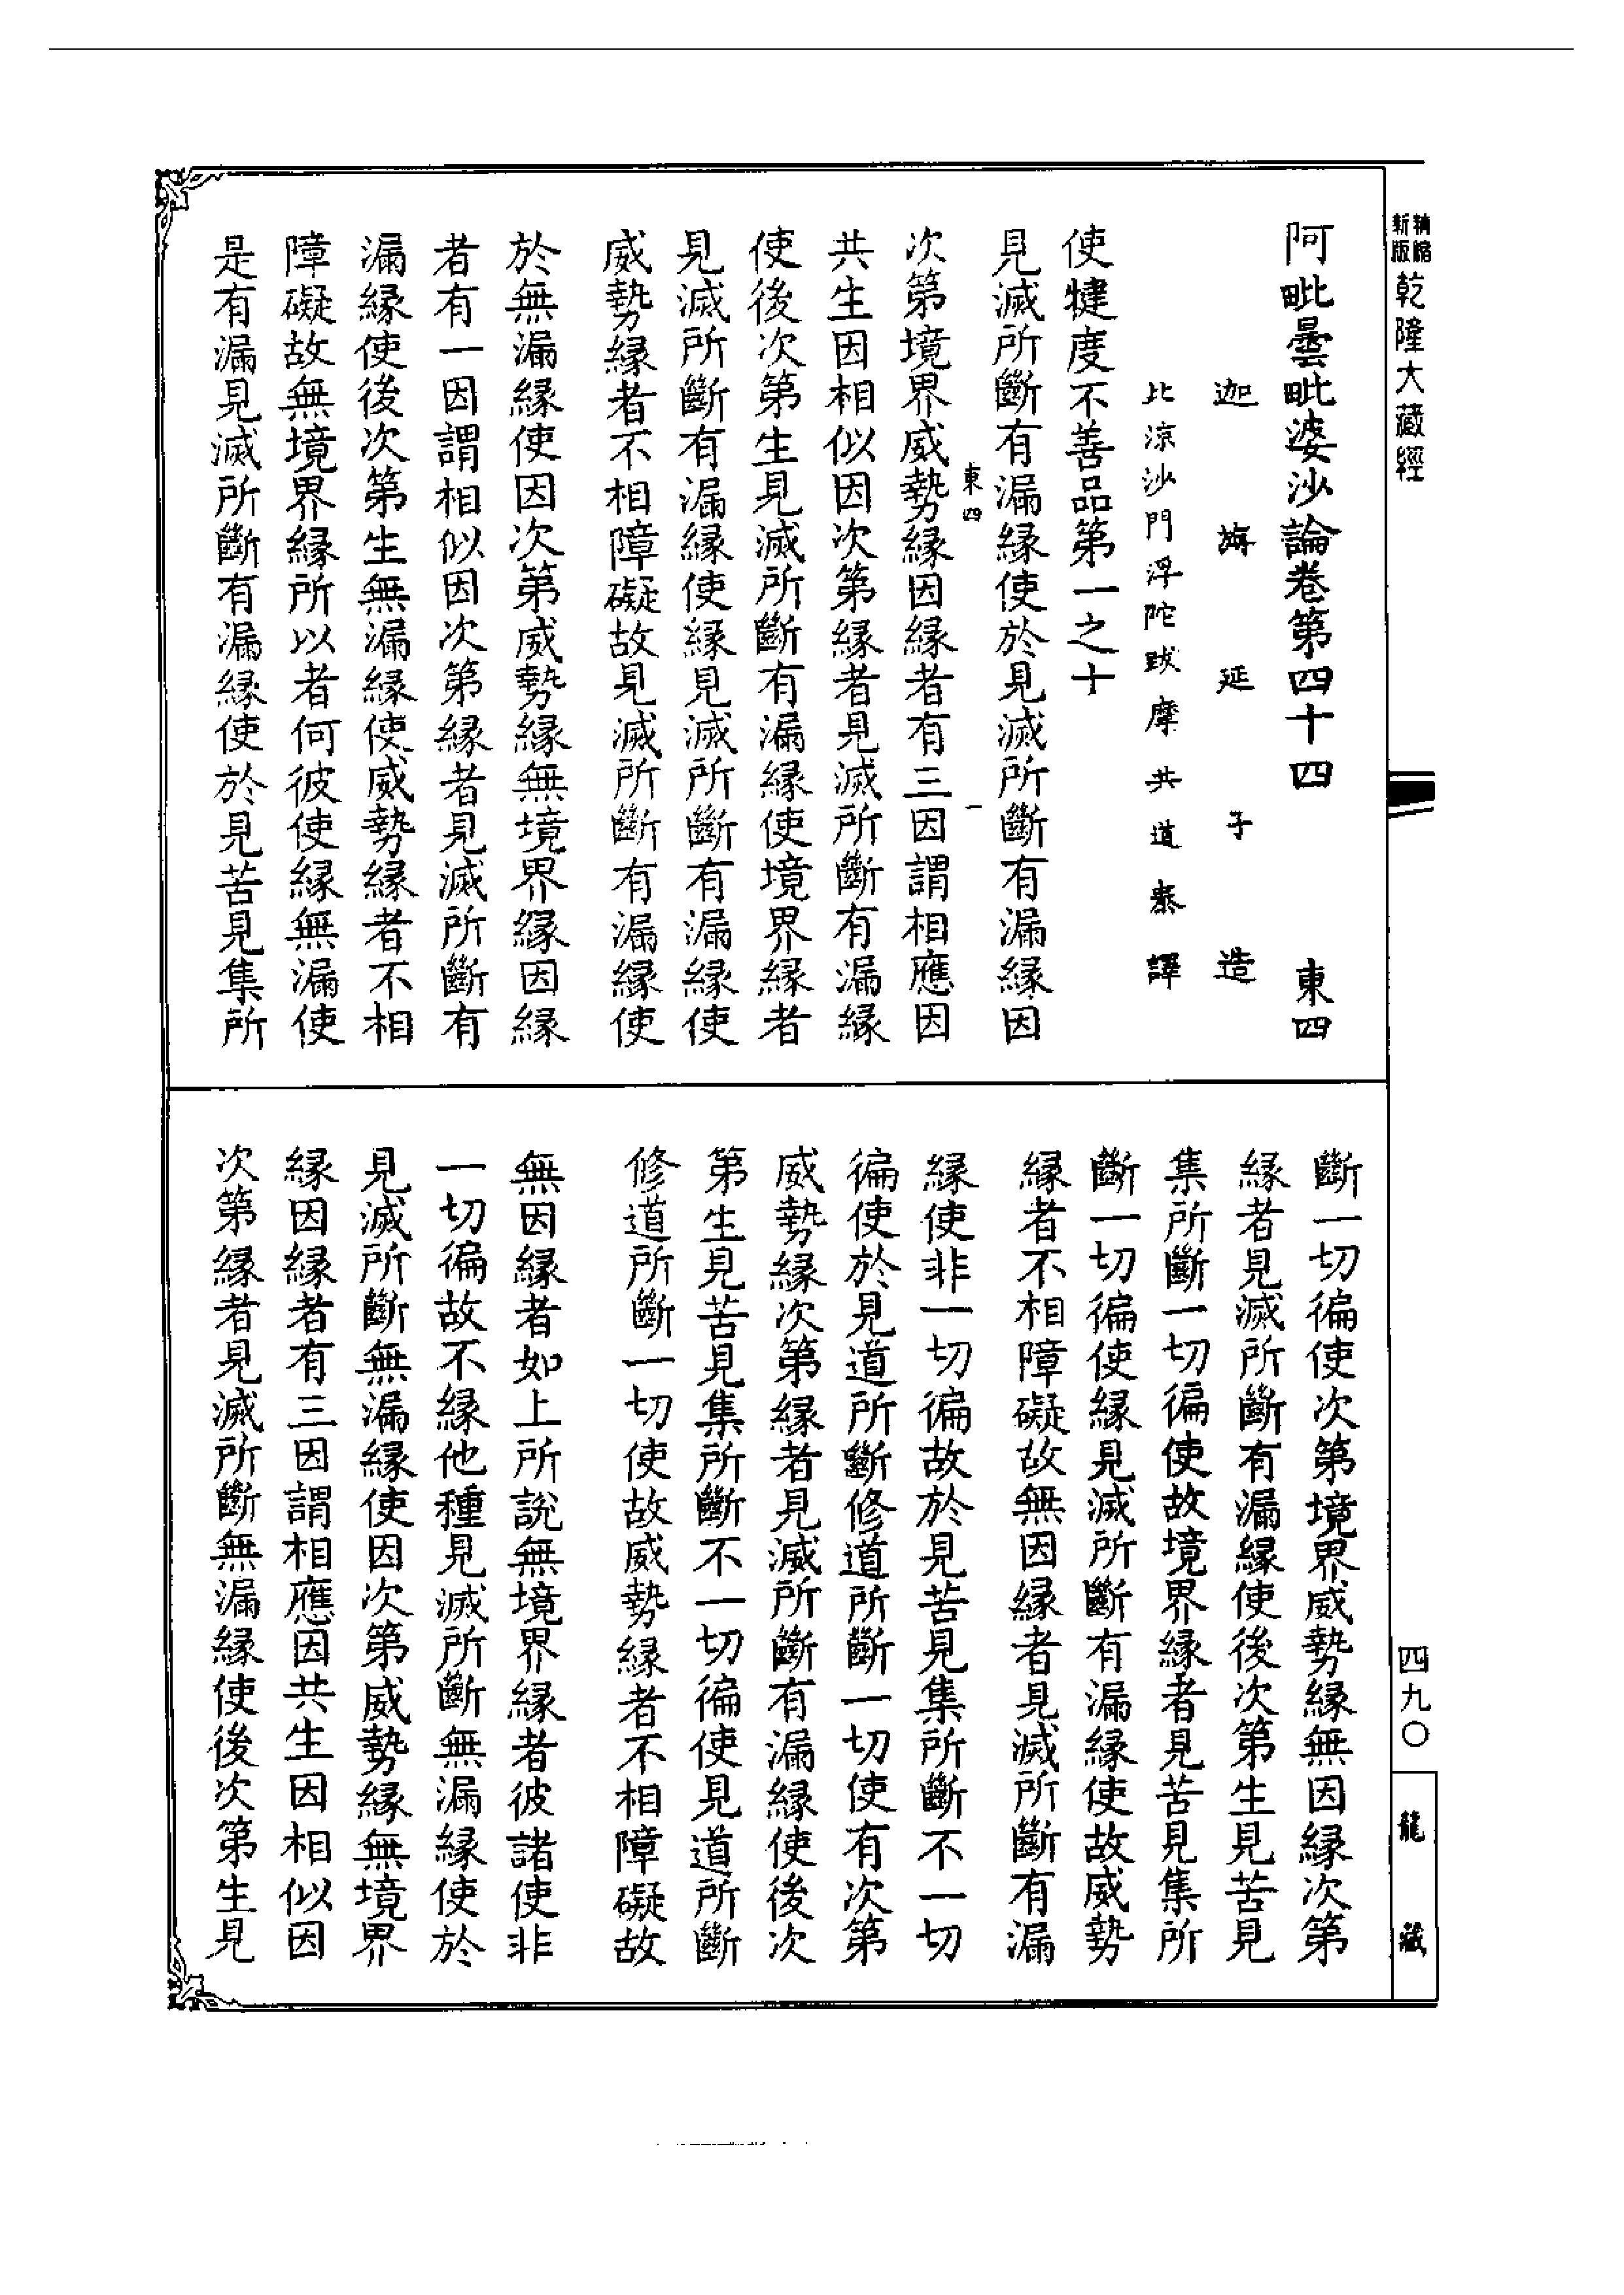 新版精縮
乾隆大藏經
阿毗曇毗婆沙論卷第四十四　東四
迦旃延子造
北涼沙門浮陀跋摩共道泰譯
使犍度不善品第一之十
見滅所斷有漏緣使於見滅所斷有漏緣因
東四　一
次第境界威勢緣因緣者有三因謂相應因
共生因相似因次第緣者見滅所斷有漏緣
使後次第生見滅所斷有漏緣使境界緣者
見滅所斷有漏緣使緣見滅所斷有漏緣使
威勢緣者不相障礙故見滅所斷有漏緣使
於無漏緣使因次第威勢緣無境界緣因緣
者有一因謂相似因次第緣者見滅所斷有
漏緣使後次第生無漏緣使威勢緣者不相
障礙故無境界緣所以者何彼使緣無漏使
是有漏見滅所斷有漏緣使於見苦見集所
斷一切徧使次第境界威勢緣無因緣次第
緣者見滅所斷有漏緣使後次第生見苦見
集所斷一切徧使故境界緣者見苦見集所
斷一切徧使緣見滅所斷有漏緣使故威勢
緣者不相障礙故無因緣者見滅所斷有漏
緣使非一切徧故於見苦見集所斷不一切
徧使於見道所斷修道所斷一切使有次第
威勢緣次第緣者見滅所斷有漏緣使後次
第生見苦見集所斷不一切徧使見道所斷
修道所斷一切使故威勢緣者不相障礙故
無因緣者如上所說無境界緣者彼諸使非
一切徧故不緣他種見滅所斷無漏緣使於
見滅所斷無漏緣使因次第威勢緣無境界
緣因緣者有三因謂相應因共生因相似因
次第緣者見滅所斷無漏緣使後次第生見
四九〇
龍藏